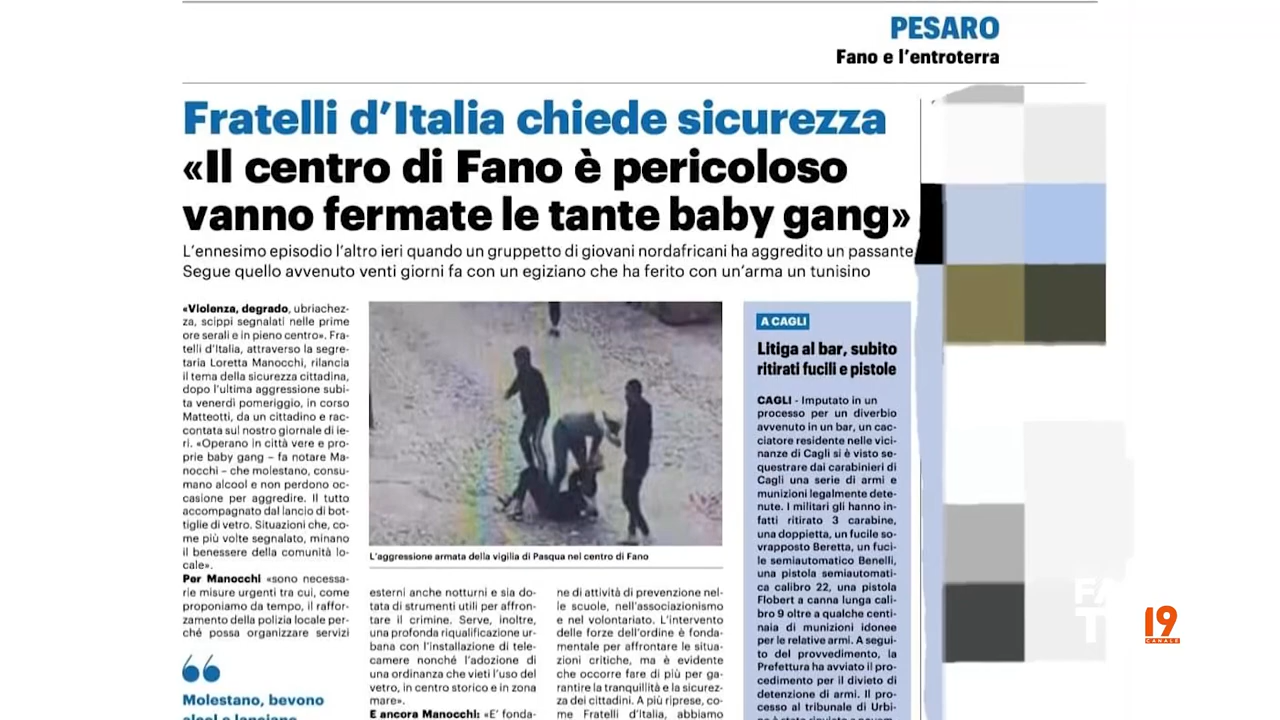 PESARO
Fano e l'entroterra
Fratelli d'Italia chiede sicurezza
«Il centro di Fano è pericoloso
vanno fermate le tante baby gang»
L'ennesimo episodio l'altro ieri quando un gruppetto di giovani nordafricani ha aggredito un passante
Segue quello avvenuto venti giorni fa con un egiziano che ha ferito con un'arma un tunisino
«Violenza, degrado, ubriachez-
za, scippi segnalati nelle prime
ore serali e in pieno centro». Fra-
telli d'Italia, attraverso la segre-
taria Loretta Manocchi, rilancia
il tema della sicurezza cittadina,
dopo l'ultima aggressione subi-
ta venerdì pomeriggio, in corso
Matteotti, da un cittadino e rac-
contata sul nostro giornale di ie-
ri. «Operano in città vere e pro-
prie baby gang – fa notare Ma-
nocchi – che molestano, consu-
mano alcool e non perdono oc-
casione per aggredire. Il tutto
accompagnato dal lancio di bot-
tiglie di vetro. Situazioni che, co-
me più volte segnalato, minano
il benessere della comunità lo-
cale».
Per Manocchi «sono necessa-
rie misure urgenti tra cui, come
proponiamo da tempo, il raffor-
zamento della polizia locale per-
ché possa organizzare servizi
Molestano, bevono
alcol e lanciano
L'aggressione armata della vigilia di Pasqua nel centro di Fano
esterni anche notturni e sia do-
tata di strumenti utili per affron-
tare il crimine. Serve, inoltre,
una profonda riqualificazione ur-
bana con l'installazione di tele-
camere nonché l'adozione di
una ordinanza che vieti l'uso del
vetro, in centro storico e in zona
mare».
E ancora Manocchi: «E' fonda-
ne di attività di prevenzione nel-
le scuole, nell'associazionismo
e nel volontariato. L'intervento
delle forze dell'ordine è fonda-
mentale per affrontare le situa-
zioni critiche, ma è evidente
che occorre fare di più per ga-
rantire la tranquillità e la sicurez-
za dei cittadini. A più riprese, co-
me Fratelli d'Italia, abbiamo
A CAGLI
Litiga al bar, subito
ritirati fucili e pistole
CAGLI - Imputato in un
processo per un diverbio
avvenuto in un bar, un cac-
ciatore residente nelle vici-
nanze di Cagli si è visto se-
questrare dai carabinieri di
Cagli una serie di armi e
munizioni legalmente dete-
nute. I militari gli hanno in-
fatti ritirato 3 carabine,
una doppietta, un fucile so-
vrapposto Beretta, un fuci-
le semiautomatico Benelli,
una pistola semiautomati-
ca calibro 22, una pistola
Flobert a canna lunga cali-
bro 9 oltre a qualche centi-
naia di munizioni idonee
per le relative armi. A segui-
to del provvedimento, la
Prefettura ha avviato il pro-
cedimento per il divieto di
detenzione di armi. Il pro-
cesso al tribunale di Urbi-
19
CANALE